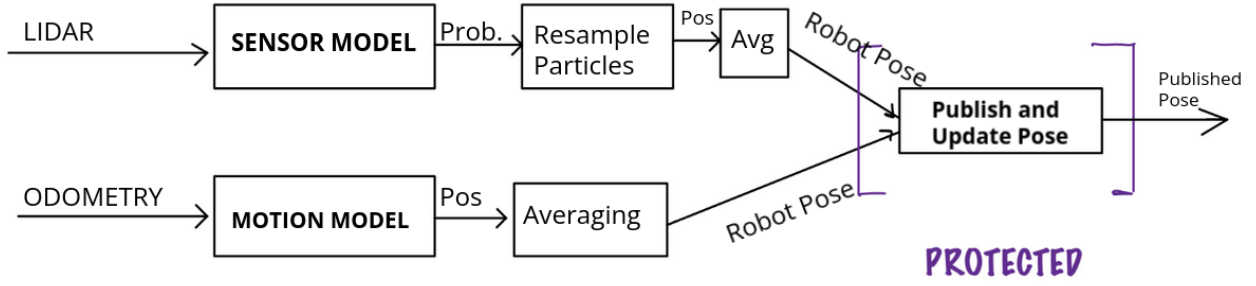 LIDAR
SENSOR MODEL
Prob.
Resample
Particles
Pos
Avg
Robot Pose
Publish and
Update Pose
Published
Pose
ODOMETRY
MOTION MODEL
Pos
Averaging
Robot Pose
PROTECTED